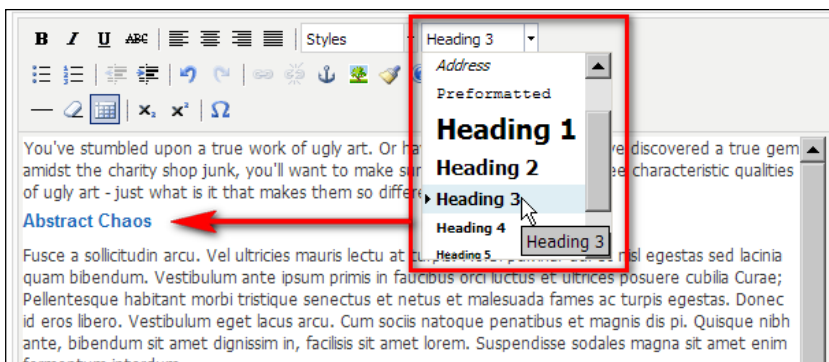 B I U ABC Styles Heading 3
Address
Preformatted
Heading 1
Heading 2
Heading 3
Heading 4
Heading 3
Heading 5
X₂ X² Ω
You've stumbled upon a true work of ugly art. Or ha ve discovered a true gem
amidst the charity shop junk, you'll want to make sur ee characteristic qualities
of ugly art - just what is it that makes them so differe
Abstract Chaos
Fusce a sollicitudin arcu. Vel ultricies mauris lectu at nisl egestas sed lacinia
quam bibendum. Vestibulum ante ipsum primis in faucibus orci luctus et ultrices posuere cubilia Curae;
Pellentesque habitant morbi tristique senectus et netus et malesuada fames ac turpis egestas. Donec
id eros libero. Vestibulum eget lacus arcu. Cum sociis natoque penatibus et magnis dis pi. Quisque nibh
ante, bibendum sit amet dignissim in, facilisis sit amet lorem. Suspendisse sodales magna sit amet enim